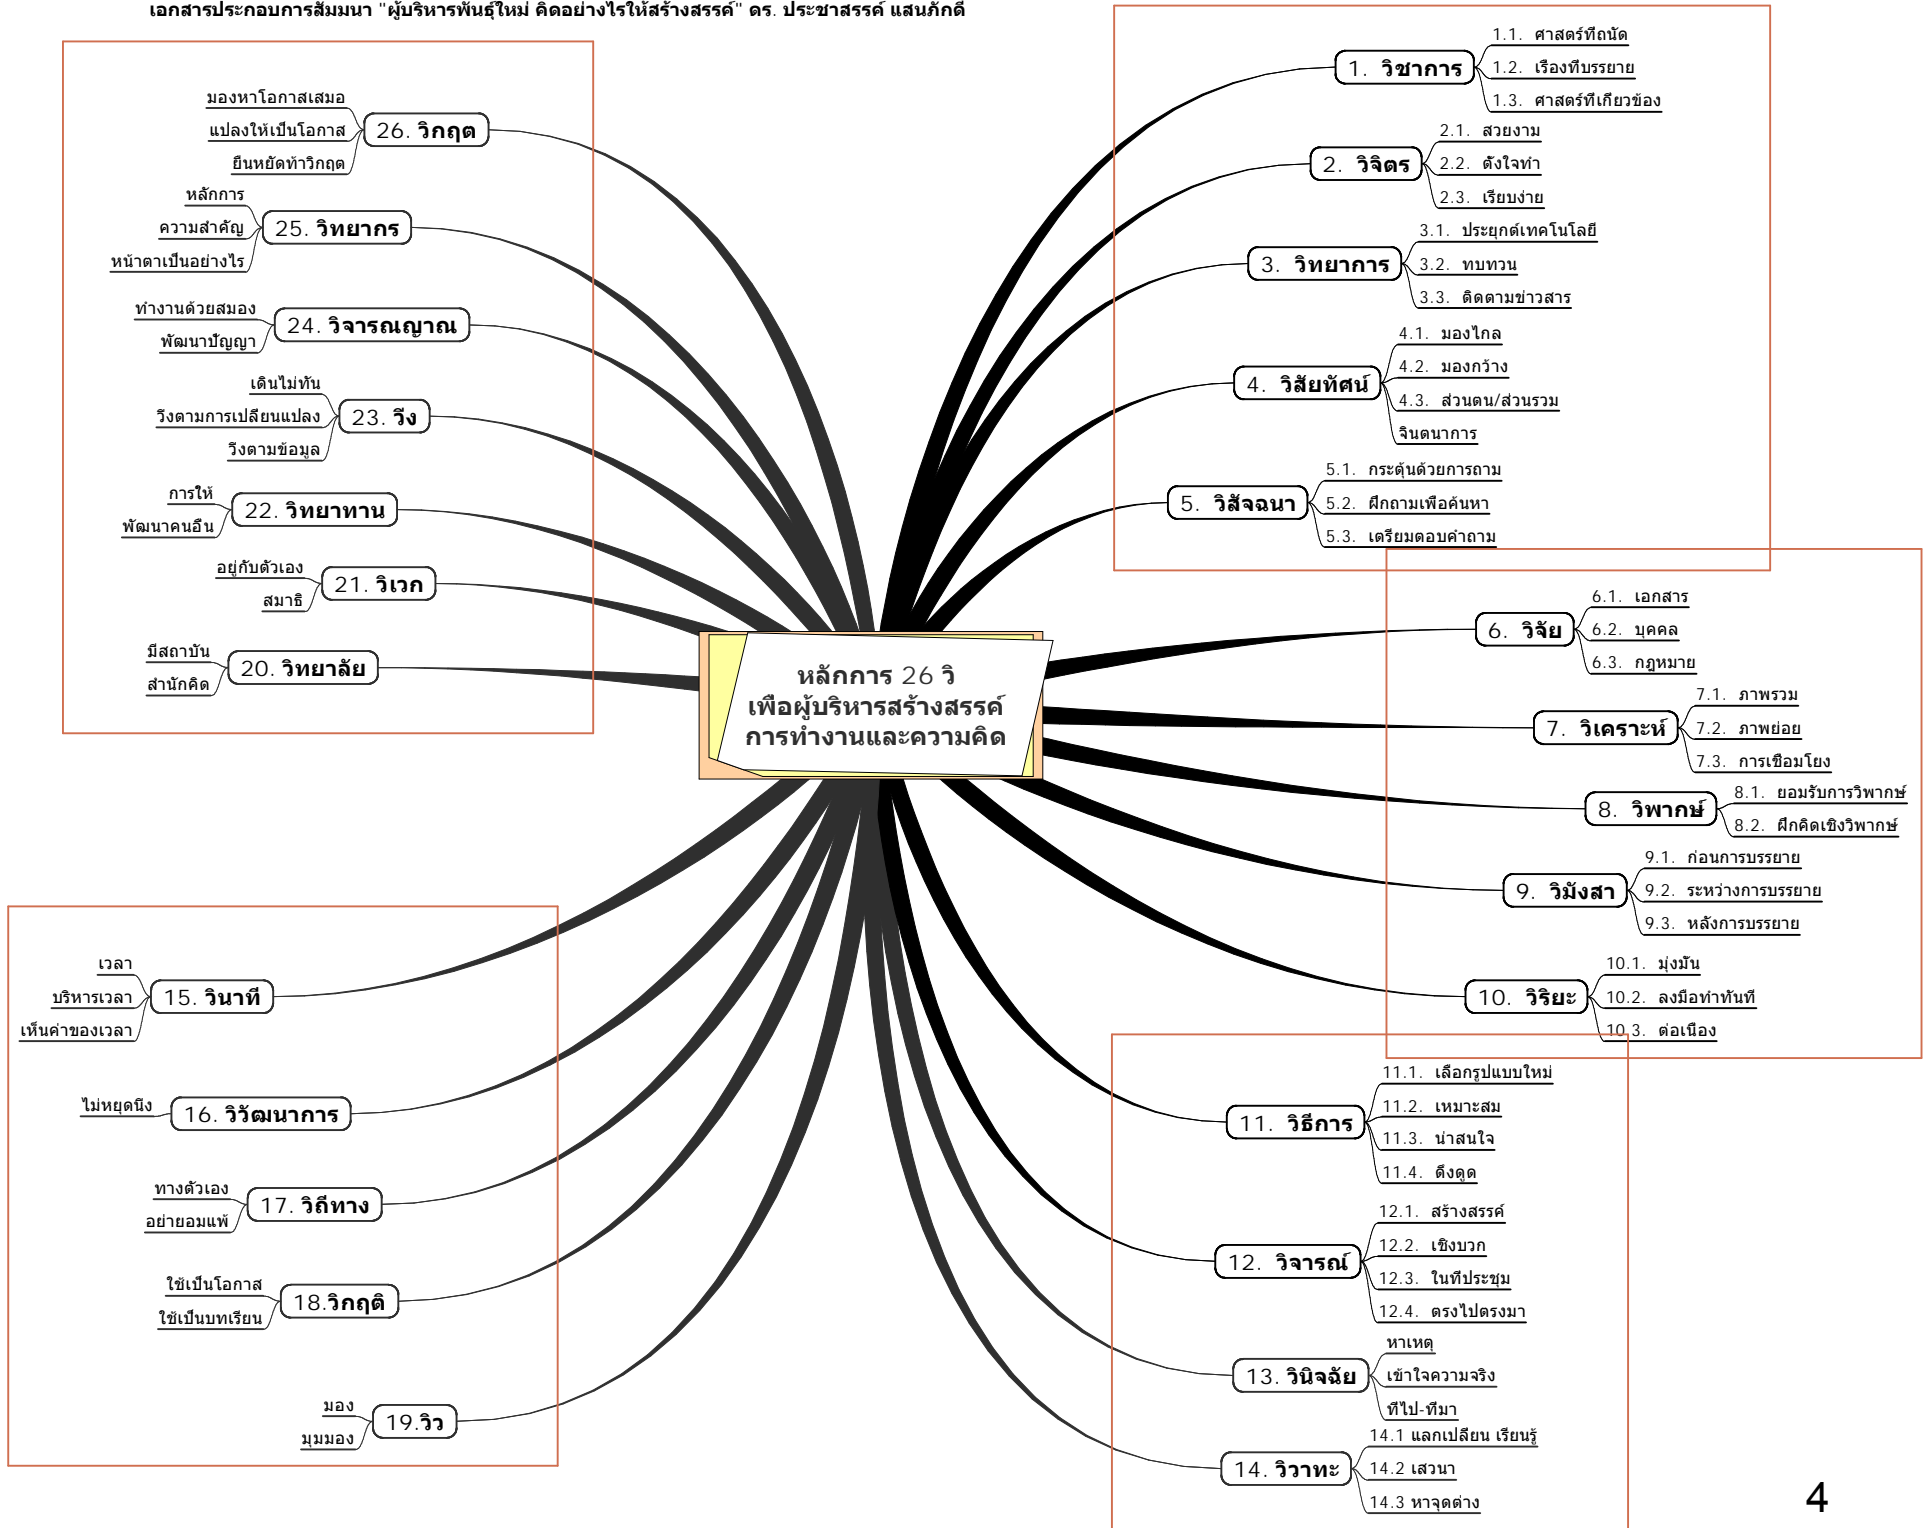 เอกสารประกอบการสัมมนา "ผู้บริหารพันธุ์ใหม่ คิดอย่างไรให้สร้างสรรค์" ดร. ประชาสรรค์ แสนภักดี
หลักการ 26 วิ
เพื่อผู้บริหารสร้างสรรค์
การทำงานและความคิด
1. วิชาการ
1.1. ศาสตร์ที่ถนัด
1.2. เรื่องที่บรรยาย
1.3. ศาสตร์ที่เกี่ยวข้อง
2. วิจิตร
2.1. สวยงาม
2.2. ตั้งใจทำ
2.3. เรียบง่าย
3. วิทยาการ
3.1. ประยุกต์เทคโนโลยี
3.2. ทบทวน
3.3. ติดตามข่าวสาร
4. วิสัยทัศน์
4.1. มองไกล
4.2. มองกว้าง
4.3. ส่วนตน/ส่วนรวม
จินตนาการ
5. วิสัจฉนา
5.1. กระตุ้นด้วยการถาม
5.2. ฝึกถามเพื่อค้นหา
5.3. เตรียมตอบคำถาม
6. วิจัย
6.1. เอกสาร
6.2. บุคคล
6.3. กฎหมาย
7. วิเคราะห์
7.1. ภาพรวม
7.2. ภาพย่อย
7.3. การเชื่อมโยง
8. วิพากษ์
8.1. ยอมรับการวิพากษ์
8.2. ฝึกคิดเชิงวิพากษ์
9. วิมังสา
9.1. ก่อนการบรรยาย
9.2. ระหว่างการบรรยาย
9.3. หลังการบรรยาย
10. วิริยะ
10.1. มุ่งมั่น
10.2. ลงมือทำทันที
10.3. ต่อเนื่อง
11. วิธีการ
11.1. เลือกรูปแบบใหม่
11.2. เหมาะสม
11.3. น่าสนใจ
11.4. ดึงดูด
12. วิจารณ์
12.1. สร้างสรรค์
12.2. เชิงบวก
12.3. ในที่ประชุม
12.4. ตรงไปตรงมา
13. วินิจฉัย
หาเหตุ
เข้าใจความจริง
ที่ไป-ที่มา
14. วิวาทะ
14.1 แลกเปลี่ยน เรียนรู้
14.2 เสวนา
14.3 หาจุดต่าง
15. วินาที
เวลา
บริหารเวลา
เห็นค่าของเวลา
16. วิวัฒนาการ
ไม่หยุดนิ่ง
17. วิถีทาง
ทางตัวเอง
อย่ายอมแพ้
18.วิกฤติ
ใช้เป็นโอกาส
ใช้เป็นบทเรียน
19.วิว
มอง
มุมมอง
20. วิทยาลัย
มีสถาบัน
สำนักคิด
21. วิเวก
อยู่กับตัวเอง
สมาธิ
22. วิทยาทาน
การให้
พัฒนาคนอื่น
23. วิ่ง
เดินไม่ทัน
วิ่งตามการเปลี่ยนแปลง
วิ่งตามข้อมูล
24. วิจารณญาณ
ทำงานด้วยสมอง
พัฒนาปัญญา
25. วิทยากร
หลักการ
ความสำคัญ
หน้าตาเป็นอย่างไร
26. วิกฤต
มองหาโอกาสเสมอ
แปลงให้เป็นโอกาส
ยืนหยัดท้าวิกฤต
4